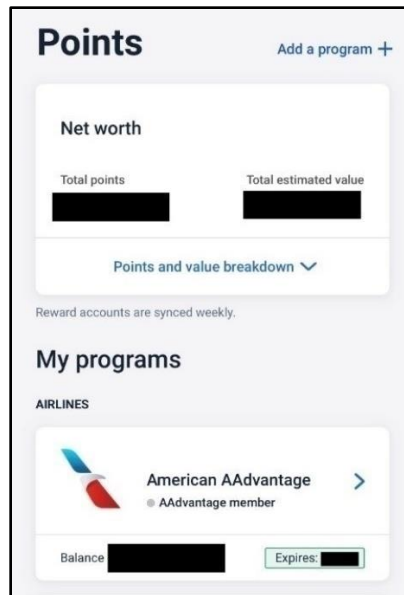 Points
Add a program +
Net worth
Total points Total estimated value
Points and value breakdown
Reward accounts are synced weekly.
My programs
AIRLINES
American AAdvantage
AAdvantage member
Balance Expires: